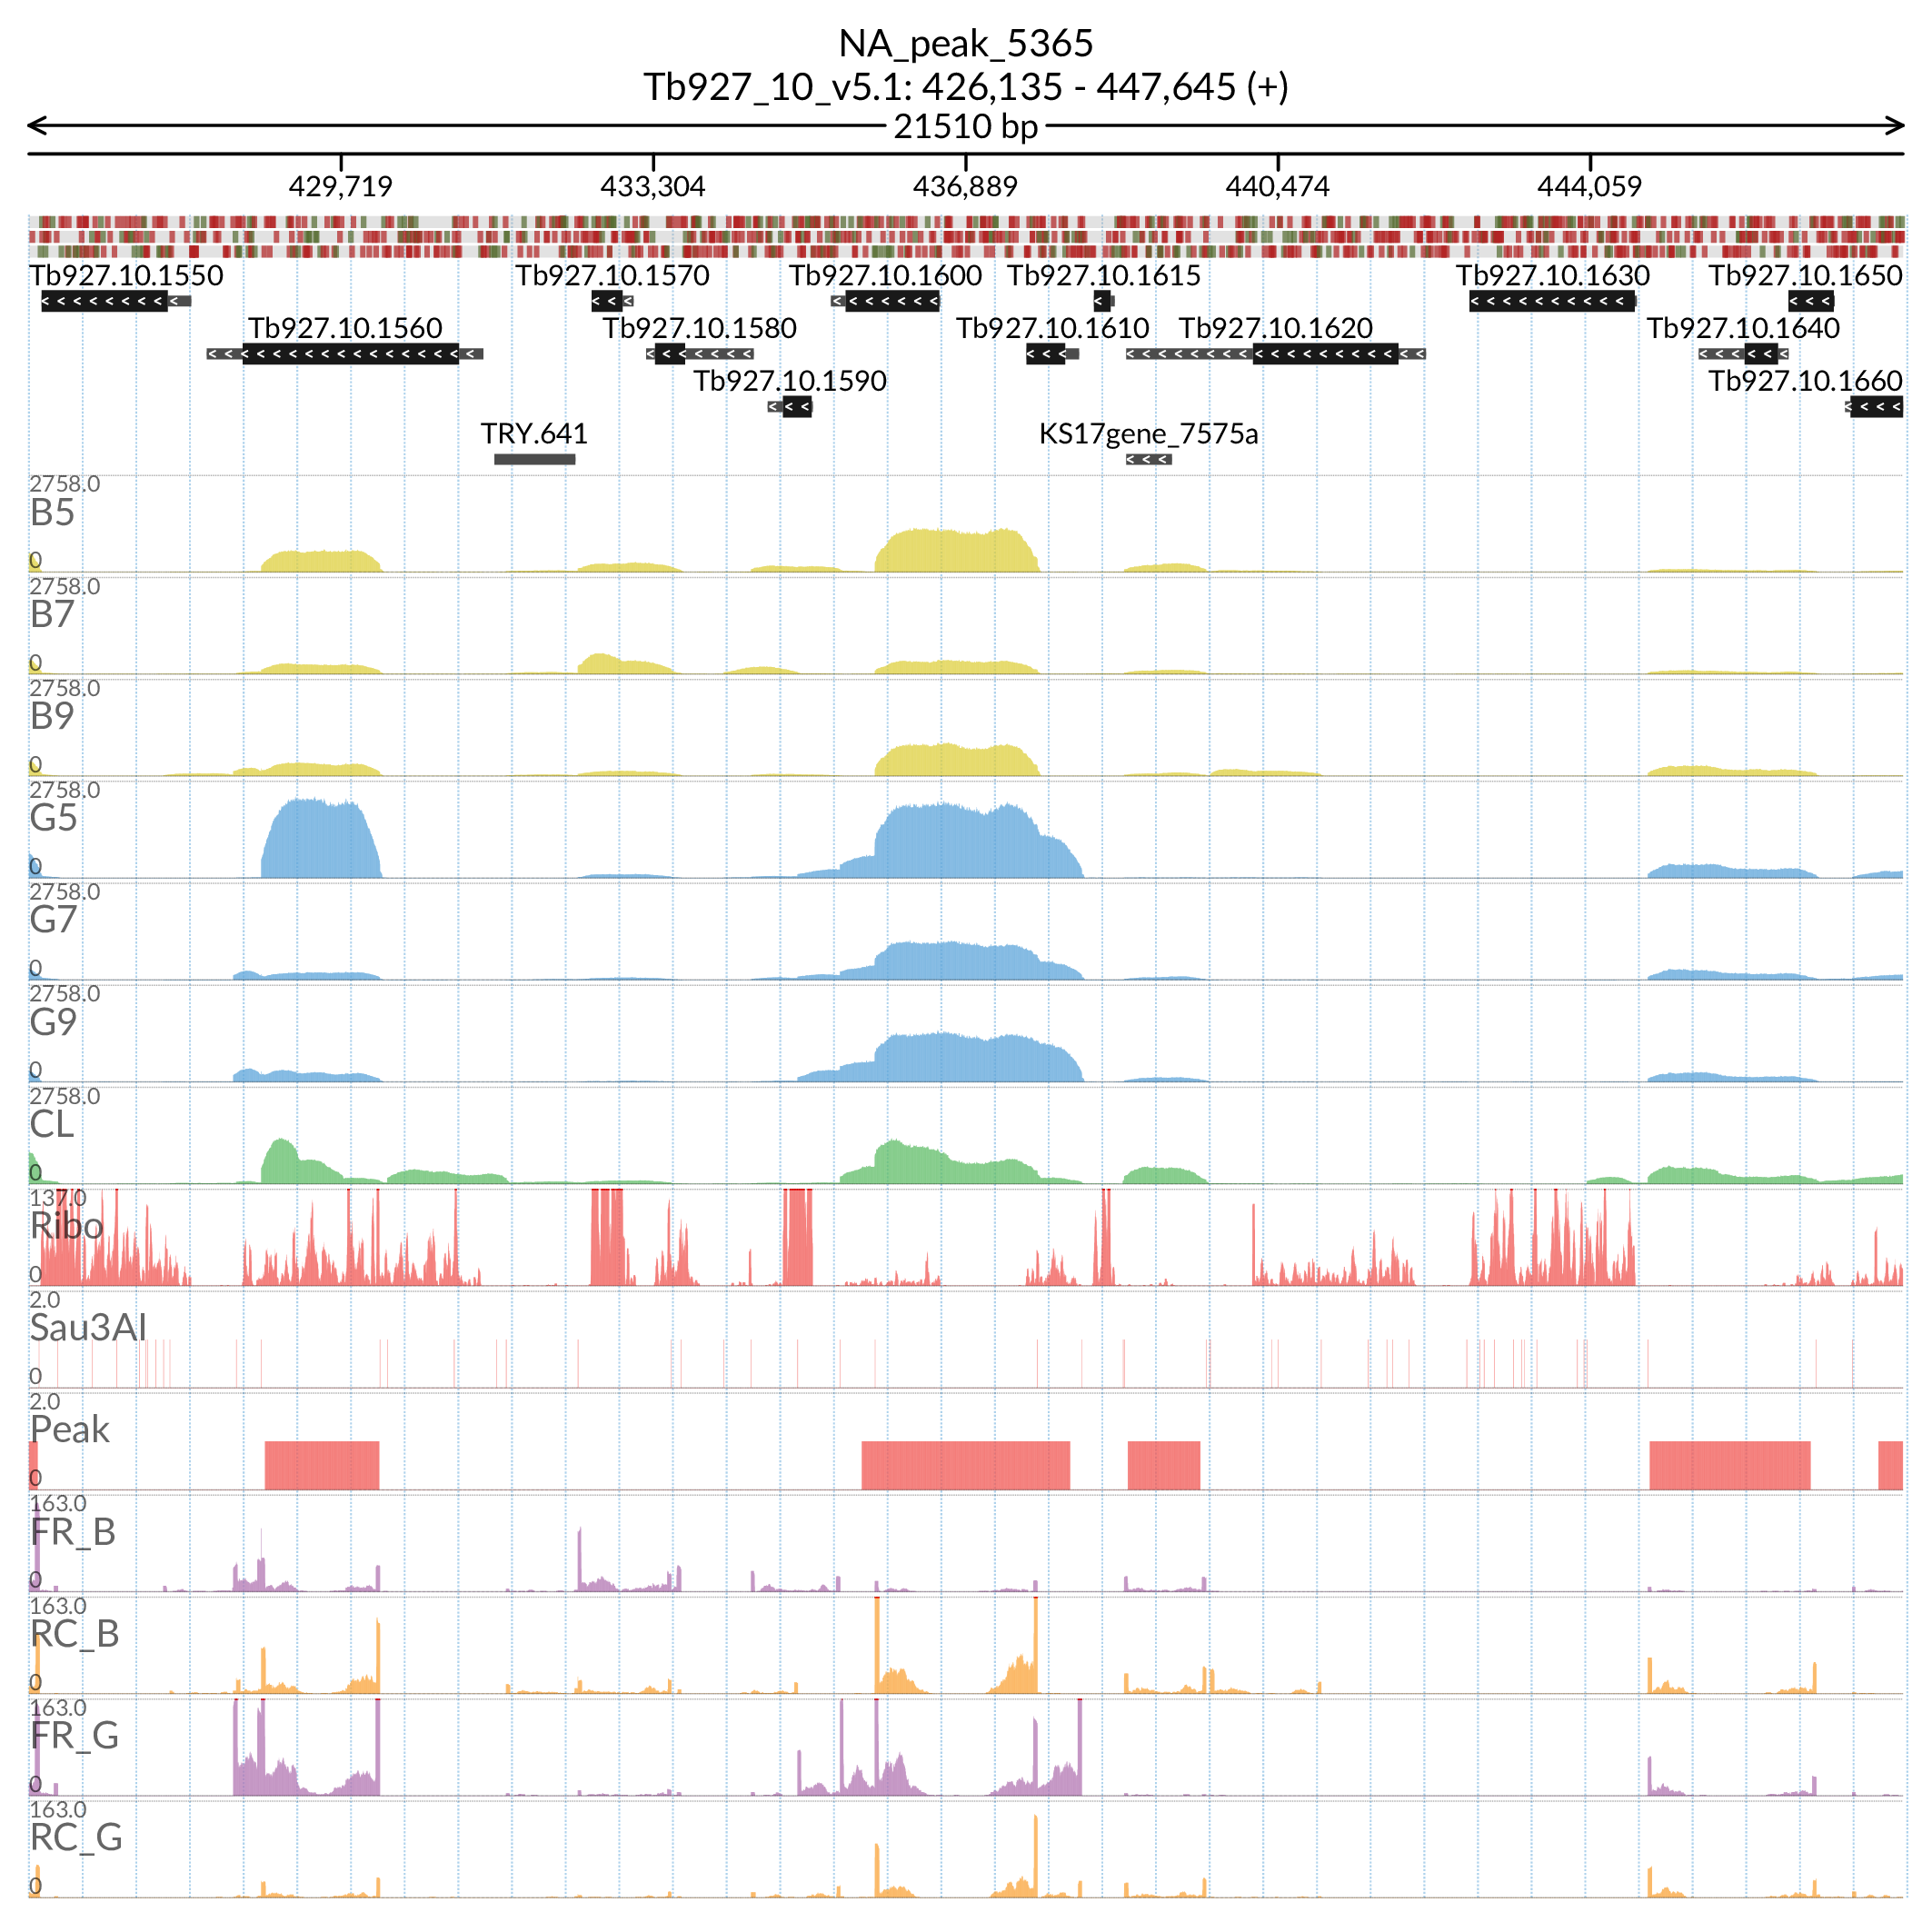 NA_peak_5365
Tb927_10_v5.1: 426,135 - 447,645 (+)
21510 bp
429,719 433,304 436,889 440,474 444,059
Tb927.10.1550 Tb927.10.1570 Tb927.10.1600 Tb927.10.1615 Tb927.10.1630 Tb927.10.1650
Tb927.10.1560 Tb927.10.1580 Tb927.10.1610 Tb927.10.1620 Tb927.10.1640
Tb927.10.1590 Tb927.10.1660
TRY.641 KS17gene_7575a
2758.0
B5
0
2758.0
B7
0
2758.0
B9
0
2758.0
G5
0
2758.0
G7
0
2758.0
G9
0
2758.0
CL
0
137.0
Ribo
0
2.0
Sau3AI
0
2.0
Peak
0
163.0
FR_B
0
163.0
RC_B
0
163.0
FR_G
0
163.0
RC_G
0